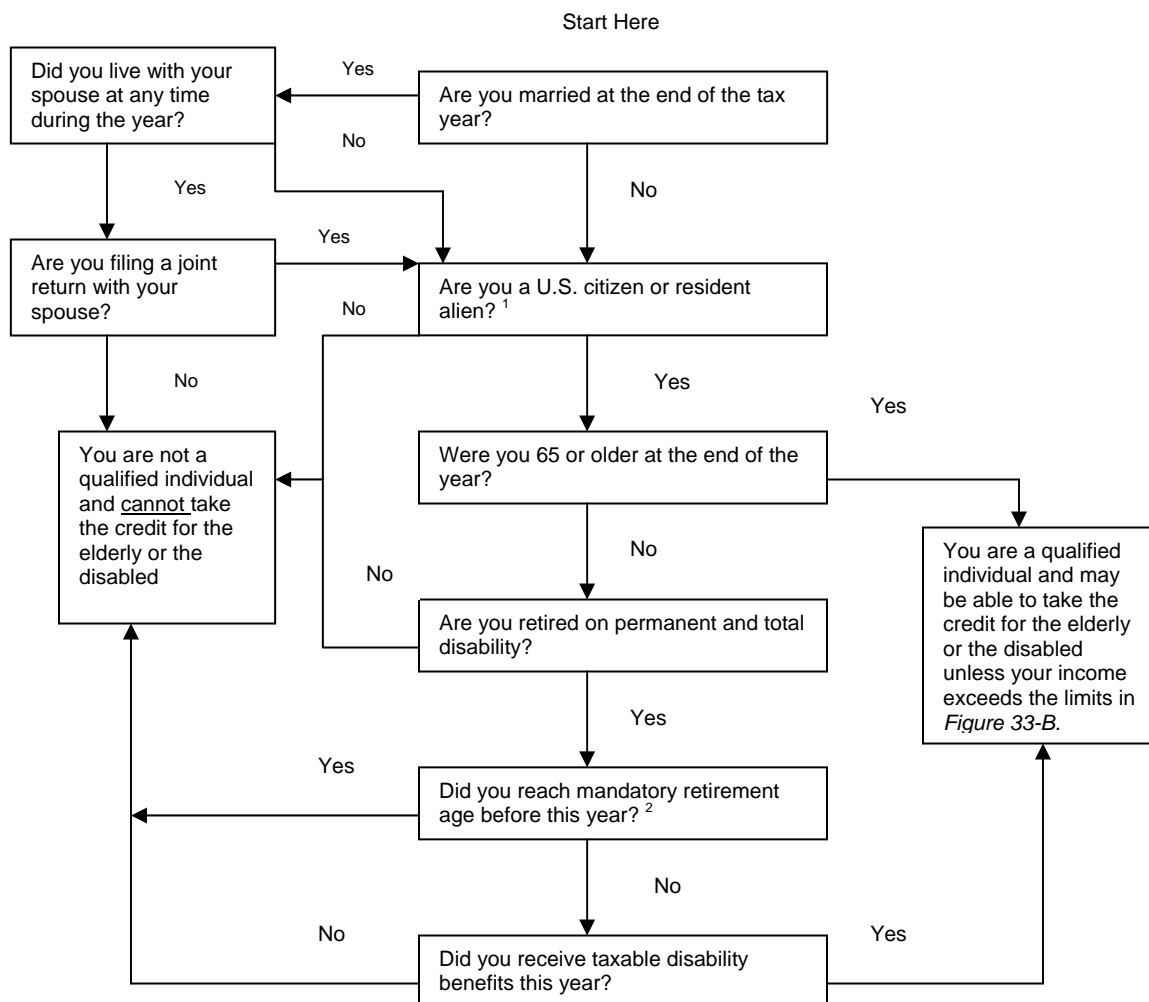 Start Here
Did you live with your
spouse at any time
during the year?
Yes
Are you married at the end of the tax
year?
No
Yes
No
Are you filing a joint
return with your
spouse?
Yes
No
Are you a U.S. citizen or resident
alien? 1
No
Yes
Yes
You are not a
qualified individual
and cannot take
the credit for the
elderly or the
disabled
Were you 65 or older at the end of the
year?
No
No
You are a qualified
individual and may
be able to take the
credit for the elderly
or the disabled
unless your income
exceeds the limits in
Figure 33-B.
Are you retired on permanent and total
disability?
Yes
Yes
Did you reach mandatory retirement
age before this year? 2
No
No
Yes
Did you receive taxable disability
benefits this year?